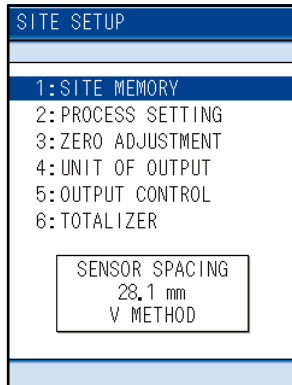 SITE SETUP
1:SITE MEMORY
2:PROCESS SETTING
3:ZERO ADJUSTMENT
4:UNIT OF OUTPUT
5:OUTPUT CONTROL
6:TOTALIZER
SENSOR SPACING
28.1 mm
V METHOD